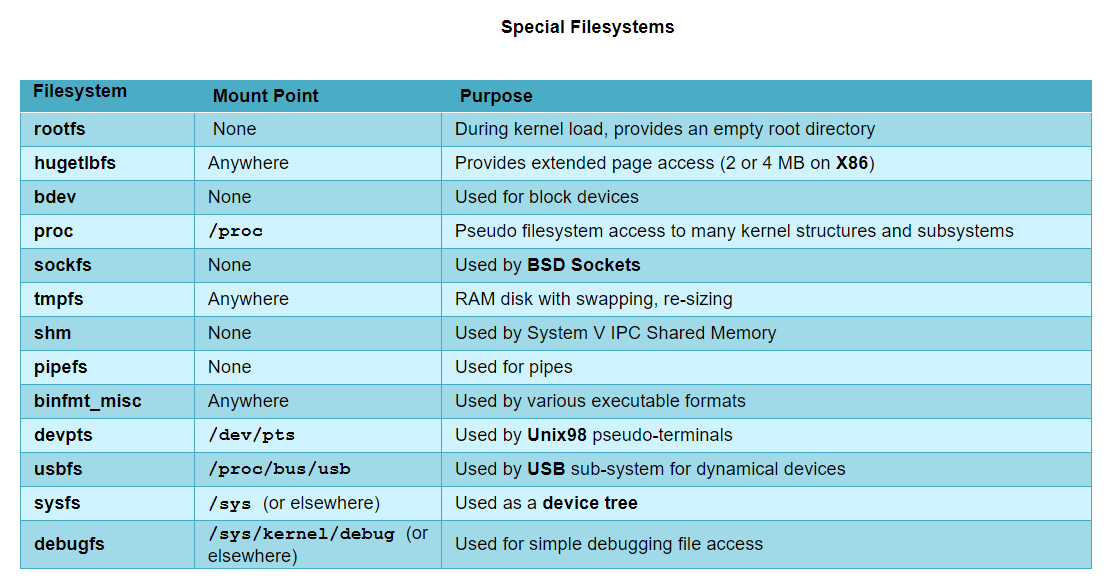 Special Filesystems
Filesystem Mount Point Purpose
rootfs None During kernel load, provides an empty root directory
hugetlbfs Anywhere Provides extended page access (2 or 4 MB on X86)
bdev None Used for block devices
proc /proc Pseudo filesystem access to many kernel structures and subsystems
sockfs None Used by BSD Sockets
tmpfs Anywhere RAM disk with swapping, re-sizing
shm None Used by System V IPC Shared Memory
pipefs None Used for pipes
binfmt_misc Anywhere Used by various executable formats
devpts /dev/pts Used by Unix98 pseudo-terminals
usbfs /proc/bus/usb Used by USB sub-system for dynamical devices
sysfs /sys (or elsewhere) Used as a device tree
debugfs /sys/kernel/debug (or
elsewhere) Used for simple debugging file access